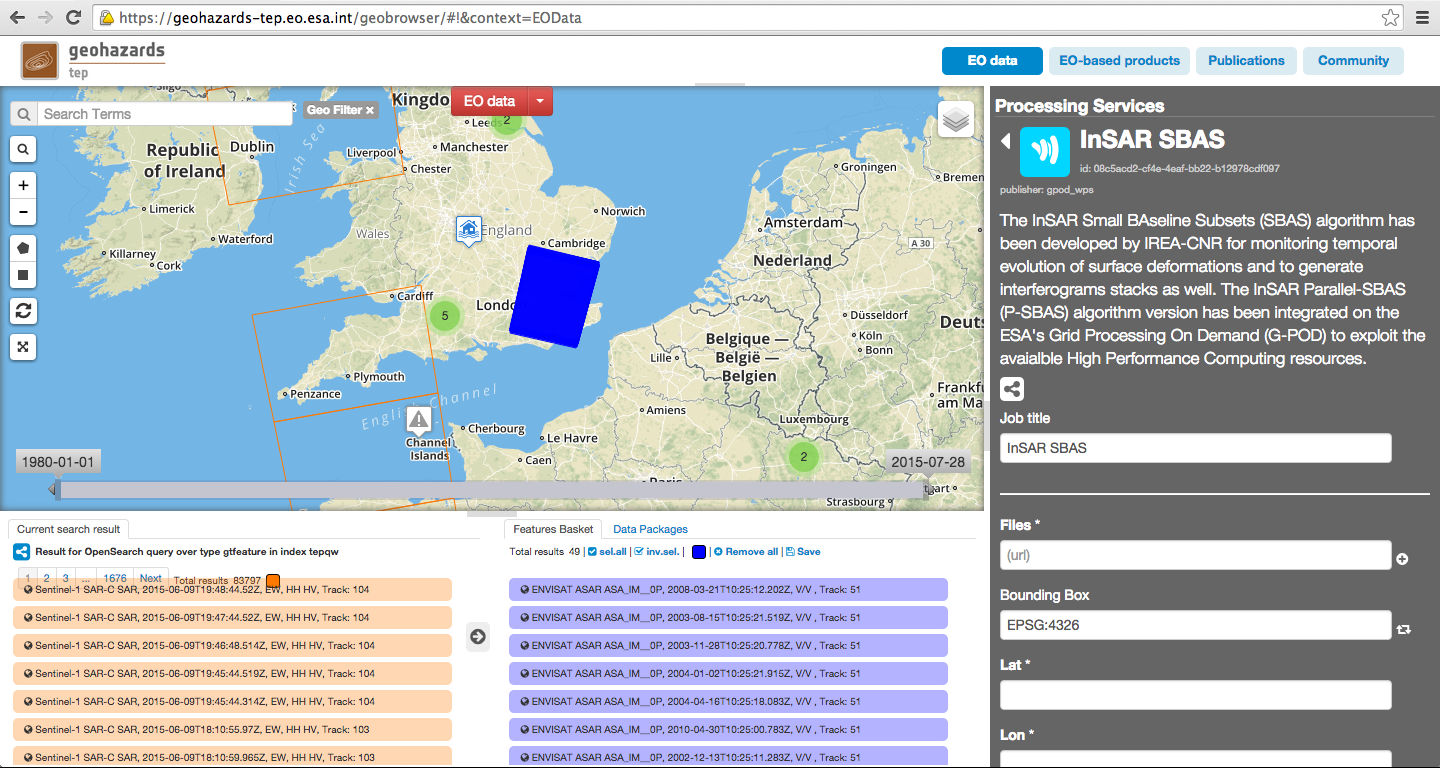 https://geohazards-tep.eo.esa.int/geobrowser/#!&context=EOData
geohazards
tep
EO data
EO-based products
Publications
Community
Search Terms
Geo Filter ×
EO data
Kingdo
Leeds
2
Sligo
Irish Sea
Liverpool
Manchester
Chester
Republic
of Ireland
Dublin
Limerick
Waterford
Killarney
Cork
Wales
England
Norwich
Cambridge
Cardiff
5
Londo
Plymouth
Penzance
English Channel
Channel
Islands
Cherbourg
Le Havre
Caen
Amiens
Lille
Paris
Groningen
Bremen
Amsterdam
Nederland
A 30
Düsseldorf
Köln
Bonn
Deuts
Belgique —
België —
Belgien
Frankfu
am Ma
Luxembourg
2
Strasbourg
1980-01-01
2015-07-28
Current search result
Result for OpenSearch query over type gtfeature in index tepqw
1 2 3 ... 1676 Next Total results 83797
Sentinel-1 SAR-C SAR, 2015-06-09T19:48:44.52Z, EW, HH HV, Track: 104
Sentinel-1 SAR-C SAR, 2015-06-09T19:47:44.52Z, EW, HH HV, Track: 104
Sentinel-1 SAR-C SAR, 2015-06-09T19:46:48.514Z, EW, HH HV, Track: 104
Sentinel-1 SAR-C SAR, 2015-06-09T19:45:44.519Z, EW, HH HV, Track: 104
Sentinel-1 SAR-C SAR, 2015-06-09T19:45:44.314Z, EW, HH HV, Track: 104
Sentinel-1 SAR-C SAR, 2015-06-09T18:10:55.97Z, EW, HH HV, Track: 103
Sentinel-1 SAR-C SAR, 2015-06-09T18:10:59.965Z, EW, HH HV, Track: 103
Features Basket Data Packages
Total results 49 | sel.all | inv.sel. | Remove all | Save
ENVISAT ASAR ASA_IM__0P, 2008-03-21T10:25:12.202Z, V/V , Track: 51
ENVISAT ASAR ASA_IM__0P, 2003-08-15T10:25:21.519Z, V/V , Track: 51
ENVISAT ASAR ASA_IM__0P, 2003-11-28T10:25:20.778Z, V/V , Track: 51
ENVISAT ASAR ASA_IM__0P, 2004-01-02T10:25:21.915Z, V/V , Track: 51
ENVISAT ASAR ASA_IM__0P, 2004-04-16T10:25:18.083Z, V/V , Track: 51
ENVISAT ASAR ASA_IM__0P, 2010-04-30T10:25:00.783Z, V/V , Track: 51
ENVISAT ASAR ASA_IM__0P, 2002-12-13T10:25:11.283Z, V/V , Track: 51
Processing Services
InSAR SBAS
id: 08c5acd2-cf4e-4eaf-bb22-b12978cdf097
publisher: gpod_wps
The InSAR Small BAseline Subsets (SBAS) algorithm has
been developed by IREA-CNR for monitoring temporal
evolution of surface deformations and to generate
interferograms stacks as well. The InSAR Parallel-SBAS
(P-SBAS) algorithm version has been integrated on the
ESA's Grid Processing On Demand (G-POD) to exploit the
avaialble High Performance Computing resources.
Job title
InSAR SBAS
Files *
(url)
Bounding Box
EPSG:4326
Lat *
Lon *